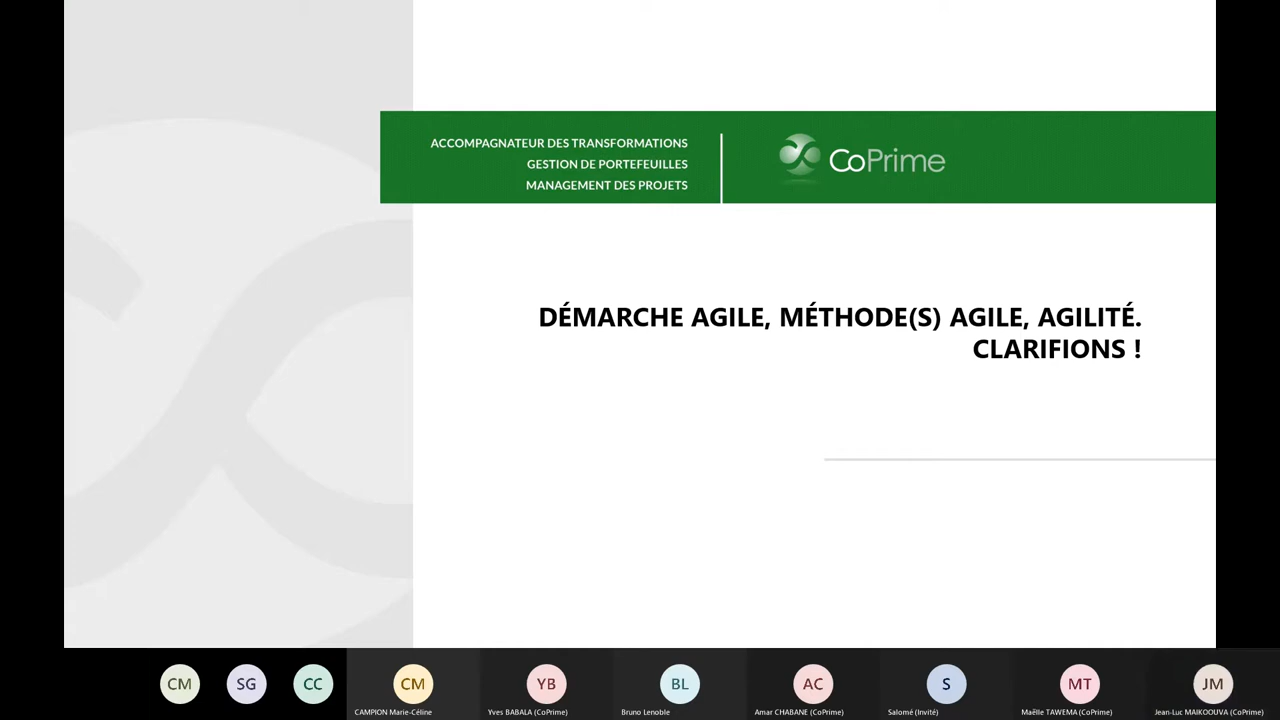 ACCOMPAGNATEUR DES TRANSFORMATIONS
GESTION DE PORTEFEUILLES
MANAGEMENT DES PROJETS
CoPrime
DÉMARCHE AGILE, MÉTHODE(S) AGILE, AGILITÉ.
CLARIFIONS !
CM
SG
CC
CM
YB
BL
AC
S
MT
JM
CAMPION Marie-Céline
Yves BABALA (CoPrime)
Bruno Lenoble
Amar CHABANE (CoPrime)
Salomé (Invité)
Maëlle TAWEMA (CoPrime)
Jean-Luc MAIKOOUVA (CoPrime)